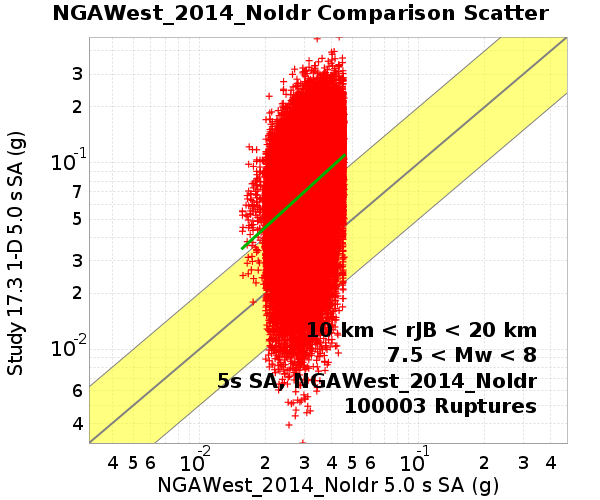 NGAWest_2014_NoIdr Comparison Scatter
Study 17.3 1-D 5.0 s SA (g)
3
2
10^-1
7
5
3
2
10^-2
6
4
10 km < rJB < 20 km
7.5 < Mw < 8
5s SA, NGAWest_2014_NoIdr
100003 Ruptures
4 5 6 10^-2 2 3 4 5 6 10^-1 2 3 4
NGAWest_2014_NoIdr 5.0 s SA (g)